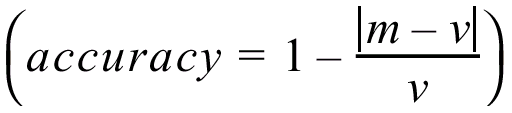 (accuracy = 1 − |m − v| / v)